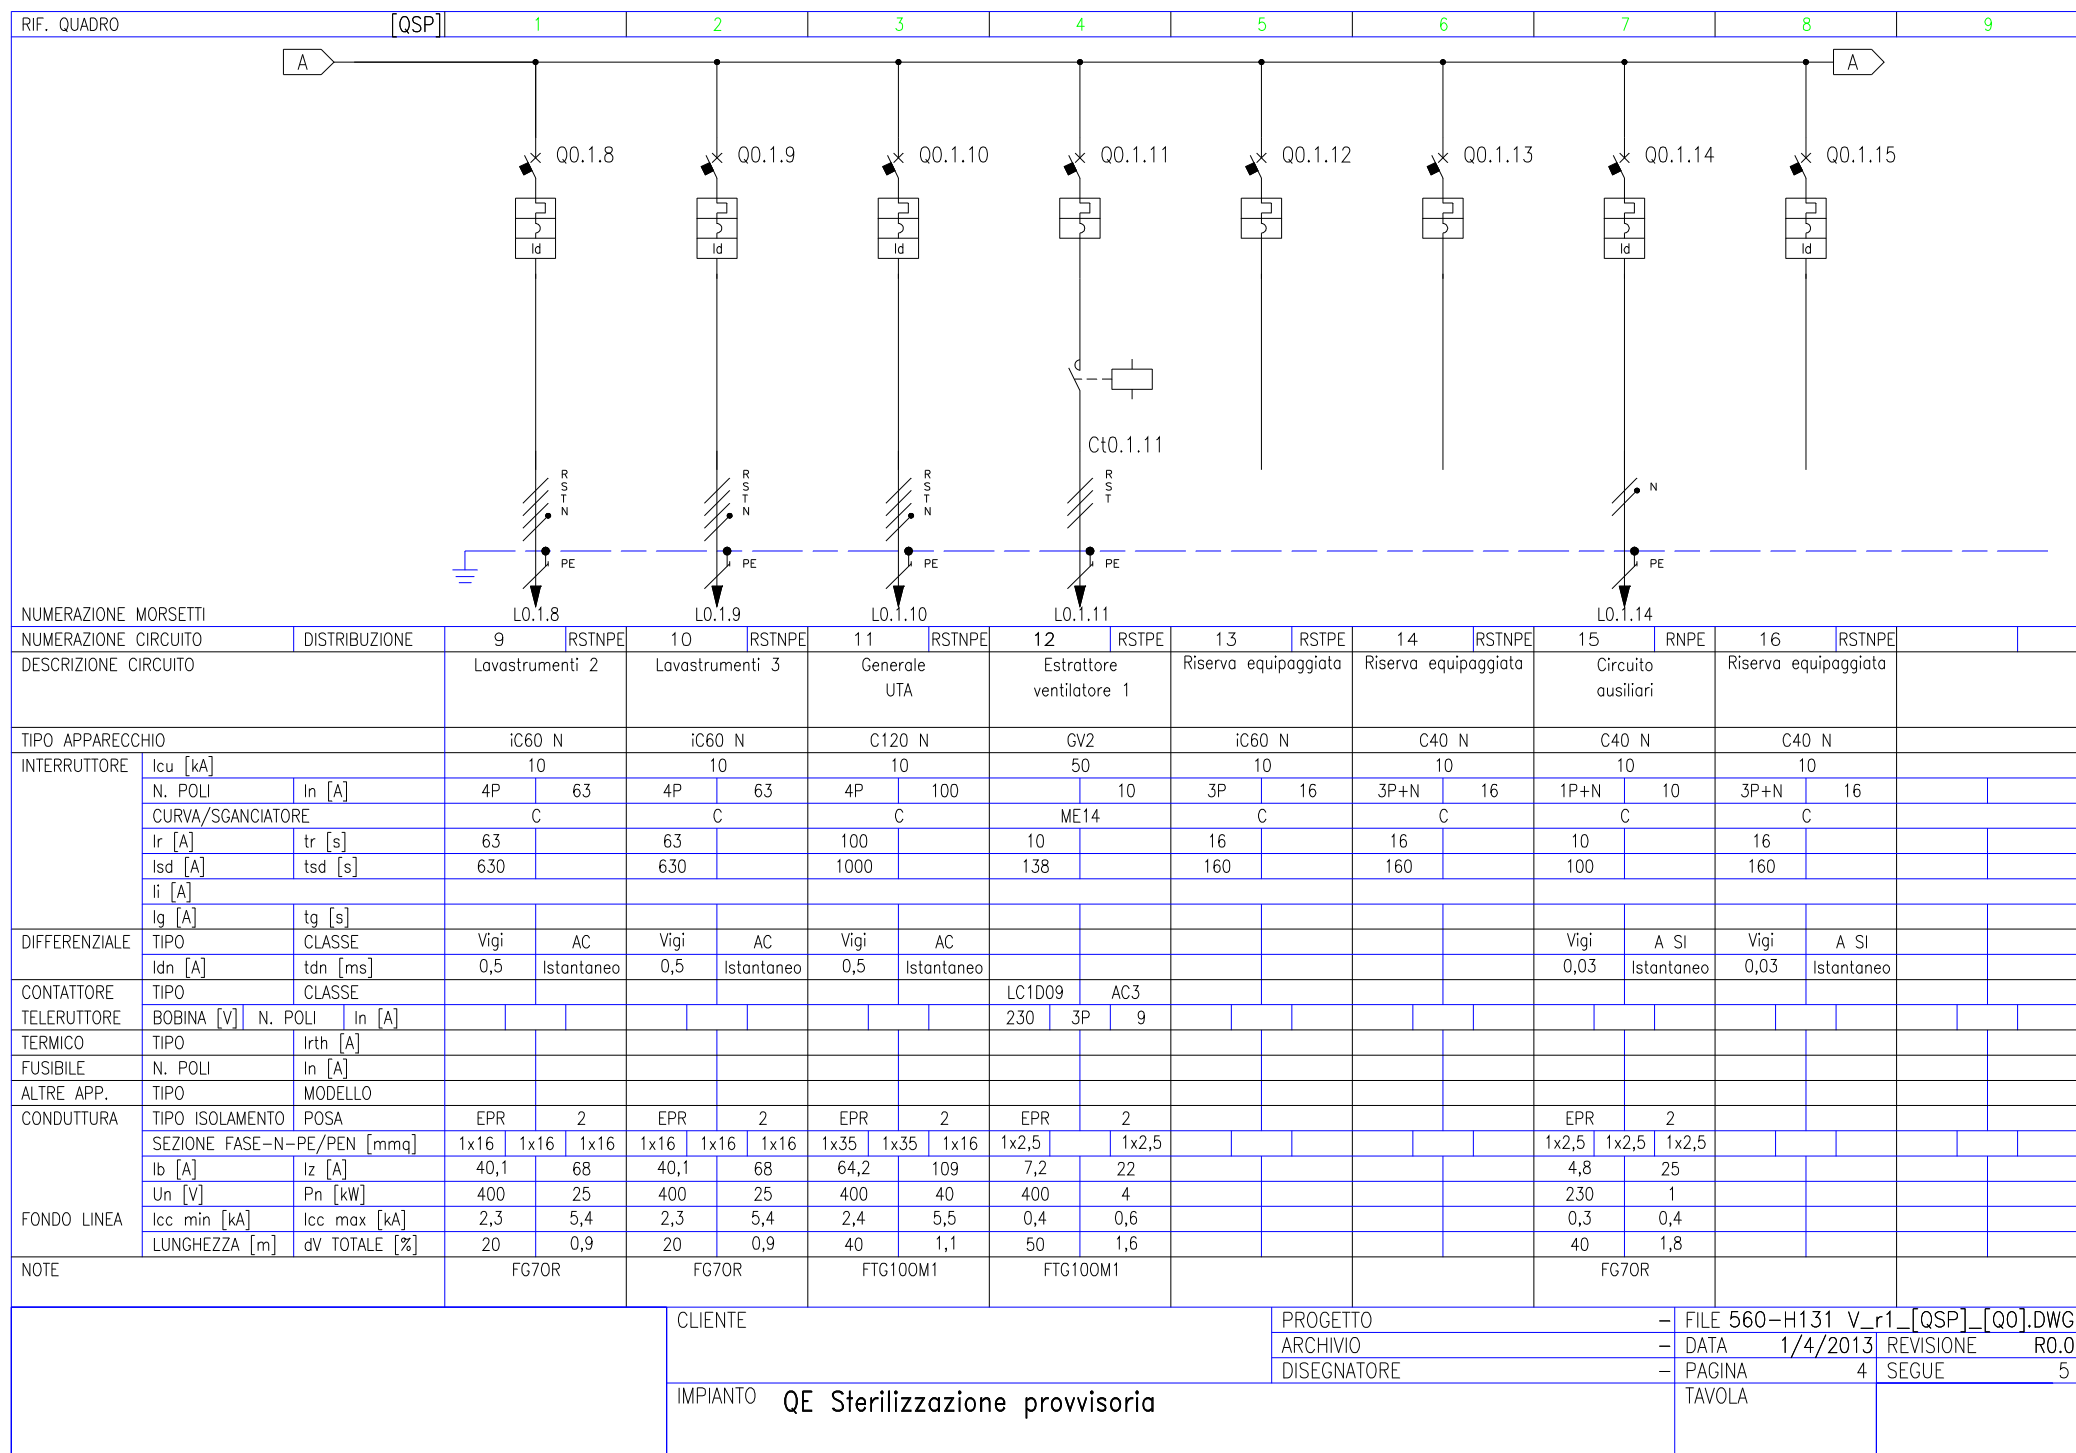 RIF. QUADRO [QSP] 1 2 3 4 5 6 7 8 9
A A
Q0.1.8 Q0.1.9 Q0.1.10 Q0.1.11 Q0.1.12 Q0.1.13 Q0.1.14 Q0.1.15
Id Id Id Id Id
Ct0.1.11
R R R R
S S S S
T T T T
N N N N
PE PE PE PE PE
NUMERAZIONE MORSETTI L0.1.8 L0.1.9 L0.1.10 L0.1.11 L0.1.14
NUMERAZIONE CIRCUITO DISTRIBUZIONE 9 RSTNPE 10 RSTNPE 11 RSTNPE 12 RSTPE 13 RSTPE 14 RSTNPE 15 RNPE 16 RSTNPE
DESCRIZIONE CIRCUITO Lavastrumenti 2 Lavastrumenti 3 Generale Estrattore Riserva equipaggiata Riserva equipaggiata Circuito Riserva equipaggiata
UTA ventilatore 1 ausiliari
TIPO APPARECCHIO iC60 N iC60 N C120 N GV2 iC60 N C40 N C40 N C40 N
INTERRUTTORE Icu [kA] 10 10 10 50 10 10 10 10
N. POLI In [A] 4P 63 4P 63 4P 100 10 3P 16 3P+N 16 1P+N 10 3P+N 16
CURVA/SGANCIATORE C C C ME14 C C C C
Ir [A] tr [s] 63 63 100 10 16 16 10 16
Isd [A] tsd [s] 630 630 1000 138 160 160 100 160
Ii [A]
Ig [A] tg [s]
DIFFERENZIALE TIPO CLASSE Vigi AC Vigi AC Vigi AC Vigi A SI Vigi A SI
Idn [A] tdn [ms] 0,5 Istantaneo 0,5 Istantaneo 0,5 Istantaneo 0,03 Istantaneo 0,03 Istantaneo
CONTATTORE TIPO CLASSE LC1D09 AC3
TELERUTTORE BOBINA [V] N. POLI In [A] 230 3P 9
TERMICO TIPO Irth [A]
FUSIBILE N. POLI In [A]
ALTRE APP. TIPO MODELLO
CONDUTTURA TIPO ISOLAMENTO POSA EPR 2 EPR 2 EPR 2 EPR 2 EPR 2
SEZIONE FASE-N-PE/PEN [mmq] 1x16 1x16 1x16 1x16 1x16 1x16 1x35 1x35 1x16 1x2,5 1x2,5 1x2,5 1x2,5 1x2,5
Ib [A] Iz [A] 40,1 68 40,1 68 64,2 109 7,2 22 4,8 25
Un [V] Pn [kW] 400 25 400 25 400 40 400 4 230 1
FONDO LINEA Icc min [kA] Icc max [kA] 2,3 5,4 2,3 5,4 2,4 5,5 0,4 0,6 0,3 0,4
LUNGHEZZA [m] dV TOTALE [%] 20 0,9 20 0,9 40 1,1 50 1,6 40 1,8
NOTE FG7OR FG7OR FTG10OM1 FTG10OM1 FG7OR
CLIENTE PROGETTO - FILE 560-H131 V_r1_[QSP]_[Q0].DWG
ARCHIVIO - DATA 1/4/2013 REVISIONE R0.0
DISEGNATORE - PAGINA 4 SEGUE 5
IMPIANTO QE Sterilizzazione provvisoria TAVOLA